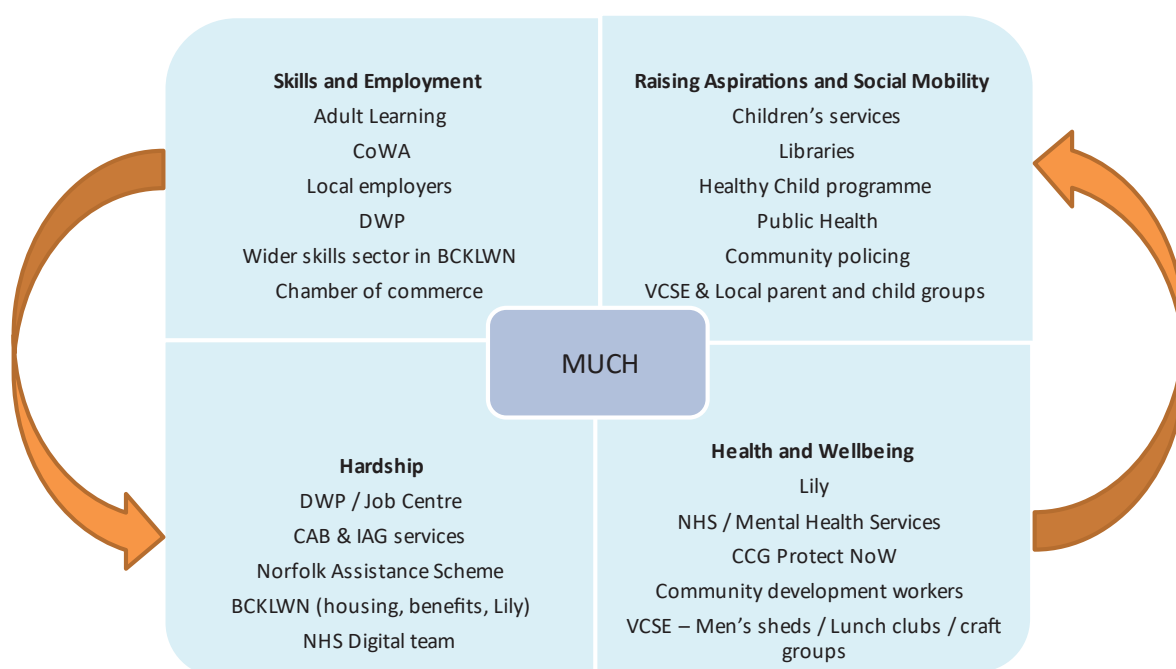 Skills and Employment
Adult Learning
CoWA
Local employers
DWP
Wider skills sector in BCKLWN
Chamber of commerce
Raising Aspirations and Social Mobility
Children’s services
Libraries
Healthy Child programme
Public Health
Community policing
VCSE & Local parent and child groups
MUCH
Hardship
DWP / Job Centre
CAB & IAG services
Norfolk Assistance Scheme
BCKLWN (housing, benefits, Lily)
NHS Digital team
Health and Wellbeing
Lily
NHS / Mental Health Services
CCG Protect NoW
Community development workers
VCSE – Men’s sheds / Lunch clubs / craft
groups